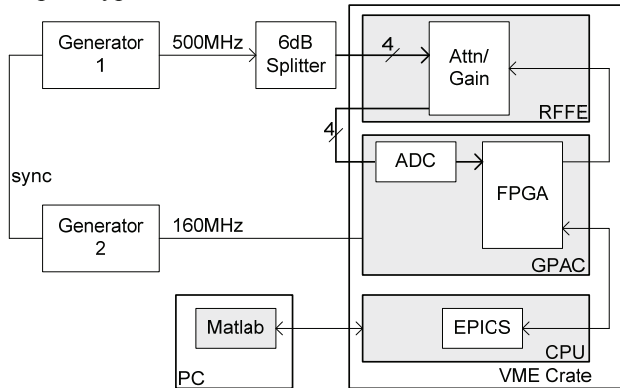 Generator
1
500MHz
6dB
Splitter
4
Attn/
Gain
RFFE
4
ADC
FPGA
sync
Generator
2
160MHz
GPAC
Matlab
PC
EPICS
CPU
VME Crate